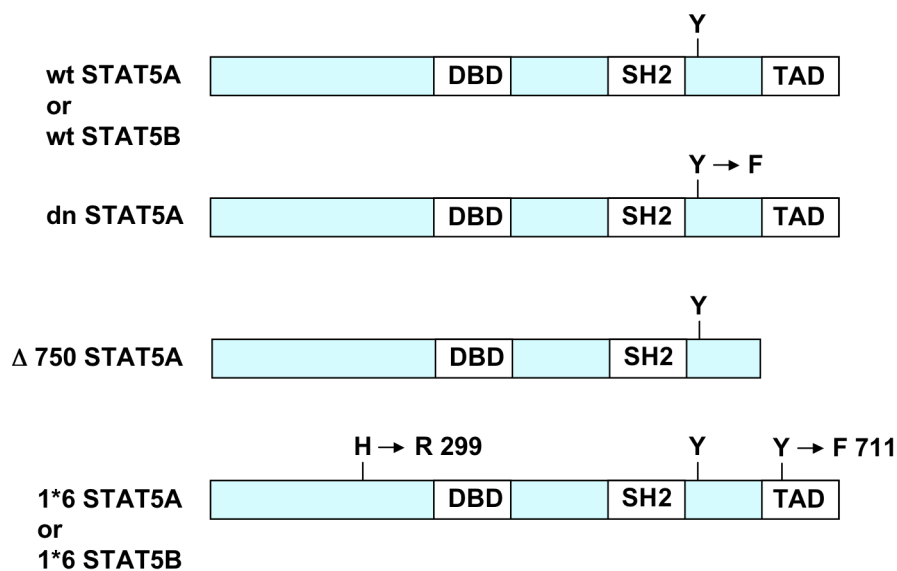 Y
wt STAT5A
or
wt STAT5B
DBD SH2 TAD
Y → F
dn STAT5A DBD SH2 TAD
Y
Δ 750 STAT5A DBD SH2
H → R 299 Y Y → F 711
1*6 STAT5A
or
1*6 STAT5B
DBD SH2 TAD